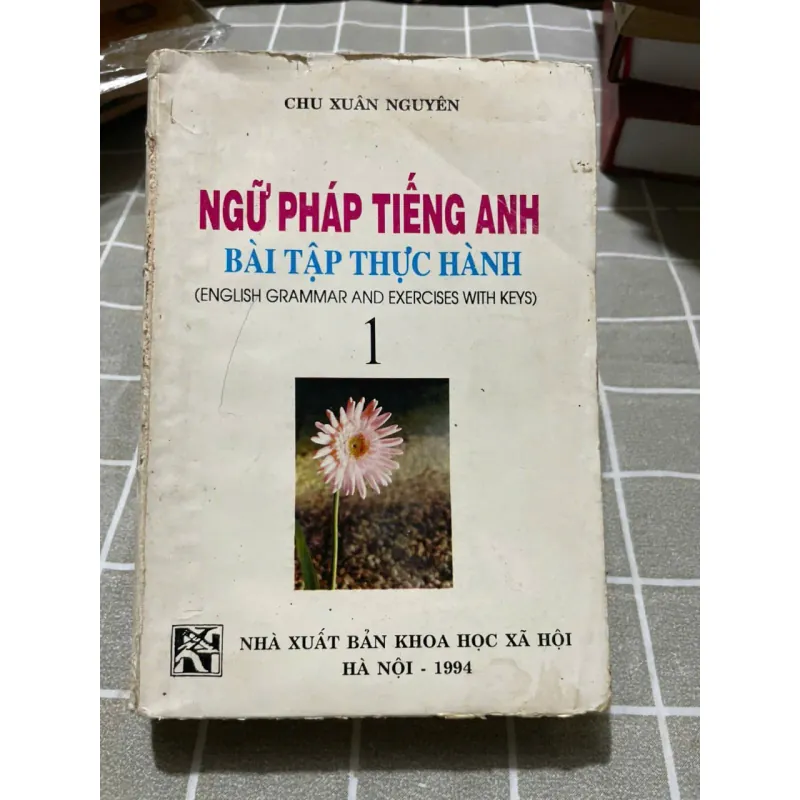 CHU XUÂN NGUYÊN
NGỮ PHÁP TIẾNG ANH
BÀI TẬP THỰC HÀNH
(ENGLISH GRAMMAR AND EXERCISES WITH KEYS)
1
NHÀ XUẤT BẢN KHOA HỌC XÃ HỘI
HÀ NỘI - 1994